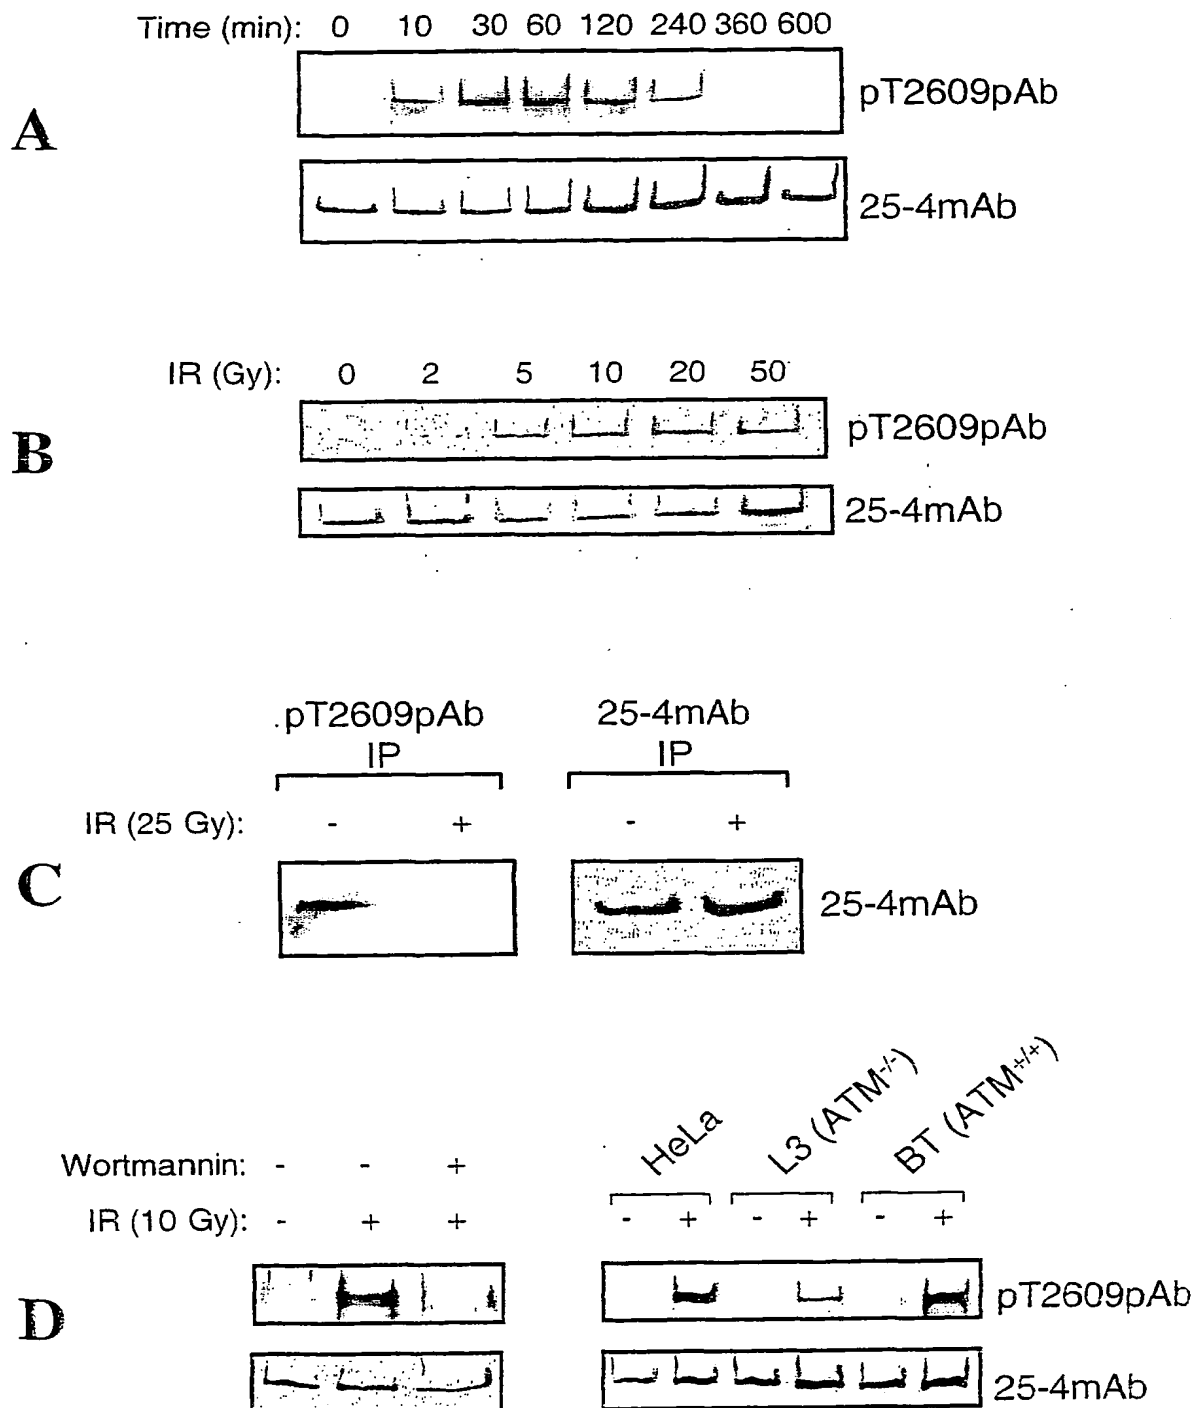 Time (min): 0 10 30 60 120 240 360 600
pT2609pAb
A
25-4mAb
IR (Gy): 0 2 5 10 20 50
pT2609pAb
B
25-4mAb
pT2609pAb 25-4mAb
IP IP
IR (25 Gy): - + - +
C
25-4mAb
HeLa L3 (ATM-/-) BT (ATM+/+)
Wortmannin: - - +
IR (10 Gy): - + + - + - + - +
D
pT2609pAb
25-4mAb